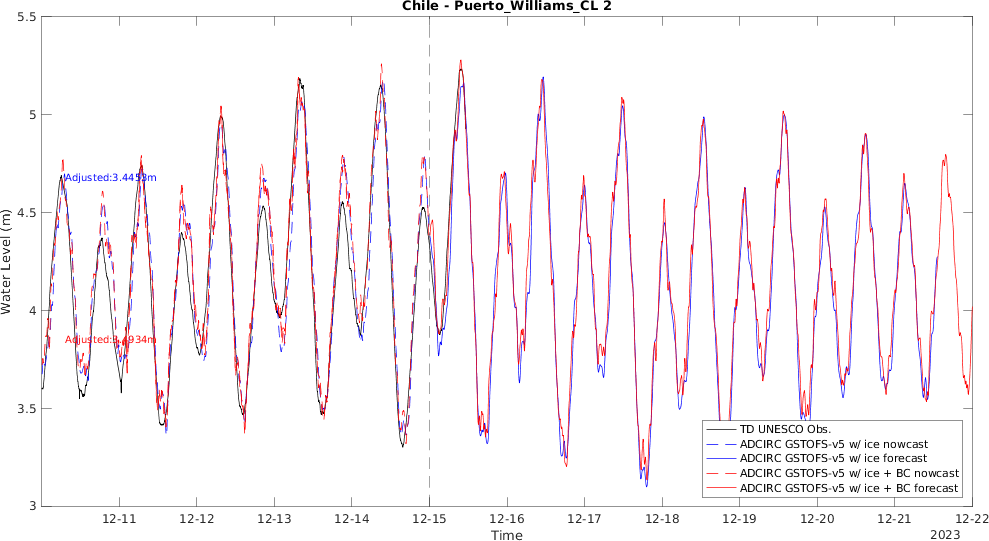 Chile - Puerto_Williams_CL 2
5.5
5
4.5
4
3.5
3
Water Level (m)
Adjusted:3.4453m
Adjusted:3.4934m
TD UNESCO Obs.
ADCIRC GSTOFS-v5 w/ ice nowcast
ADCIRC GSTOFS-v5 w/ ice forecast
ADCIRC GSTOFS-v5 w/ ice + BC nowcast
ADCIRC GSTOFS-v5 w/ ice + BC forecast
12-11 12-12 12-13 12-14 12-15 12-16 12-17 12-18 12-19 12-20 12-21 12-22
Time 2023